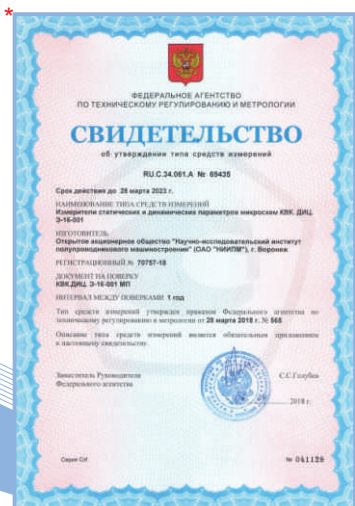 *
ФЕДЕРАЛЬНОЕ АГЕНТСТВО
ПО ТЕХНИЧЕСКОМУ РЕГУЛИРОВАНИЮ И МЕТРОЛОГИИ
СВИДЕТЕЛЬСТВО
об утверждении типа средств измерений
RU.C.34.061.A № 69435
Срок действия до 28 марта 2023 г.
НАИМЕНОВАНИЕ ТИПА СРЕДСТВ ИЗМЕРЕНИЙ
Измерители статических и динамических параметров микросхем КВК. ДИЦ.
Э-16-001
ИЗГОТОВИТЕЛЬ
Открытое акционерное общество "Научно-исследовательский институт
полупроводникового машиностроения" (ОАО "НИИПМ"), г. Воронеж
РЕГИСТРАЦИОННЫЙ № 70757-18
ДОКУМЕНТ НА ПОВЕРКУ
КВК.ДИЦ. Э-16-001 МП
ИНТЕРВАЛ МЕЖДУ ПОВЕРКАМИ 1 год
Тип средств измерений утвержден приказом Федерального агентства по
техническому регулированию и метрологии от 28 марта 2018 г. № 565
Описание типа средств измерений является обязательным приложением
к настоящему свидетельству.
Заместитель Руководителя
Федерального агентства
С.С.Голубев
2018 г.
Серия СИ
№ 041128